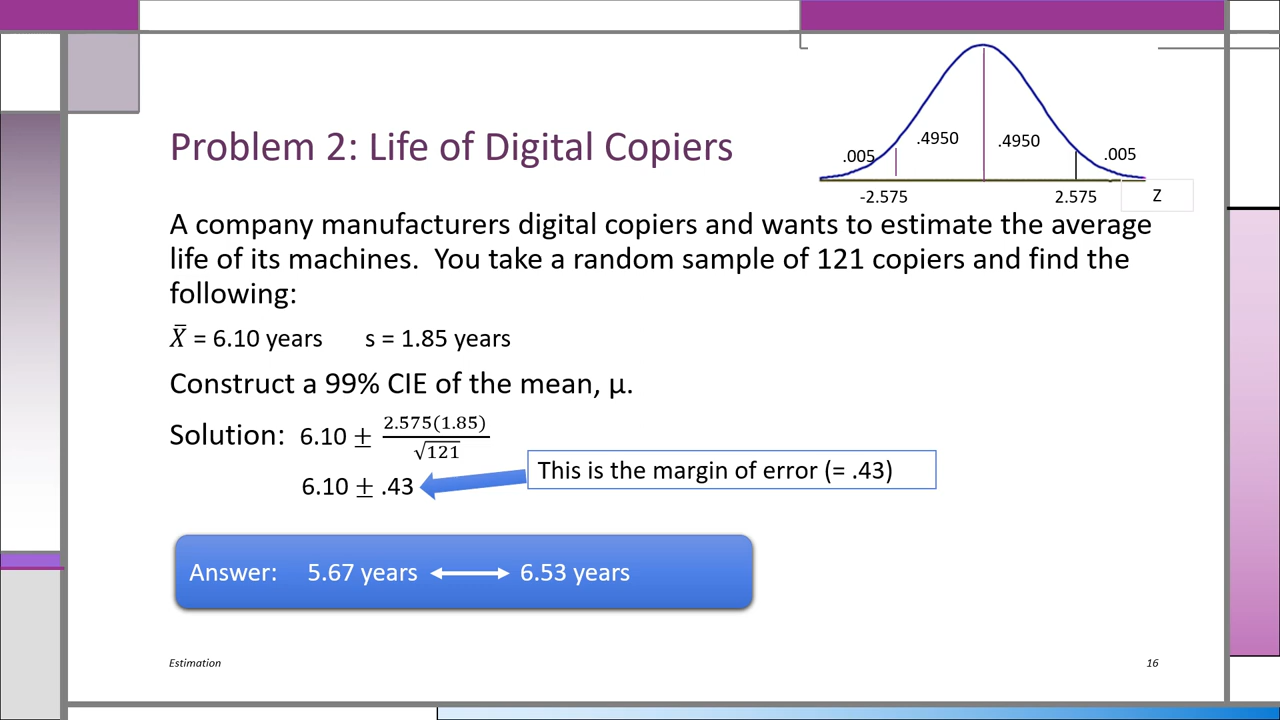 Problem 2: Life of Digital Copiers
.005
.4950
.4950
.005
-2.575
2.575
Z
A company manufacturers digital copiers and wants to estimate the average
life of its machines.  You take a random sample of 121 copiers and find the
following:
X̄ = 6.10 years      s = 1.85 years
Construct a 99% CIE of the mean, μ.
Solution:  6.10 ± 2.575(1.85)/√121
6.10 ± .43
This is the margin of error (= .43)
Answer:    5.67 years ⟷ 6.53 years
Estimation
16